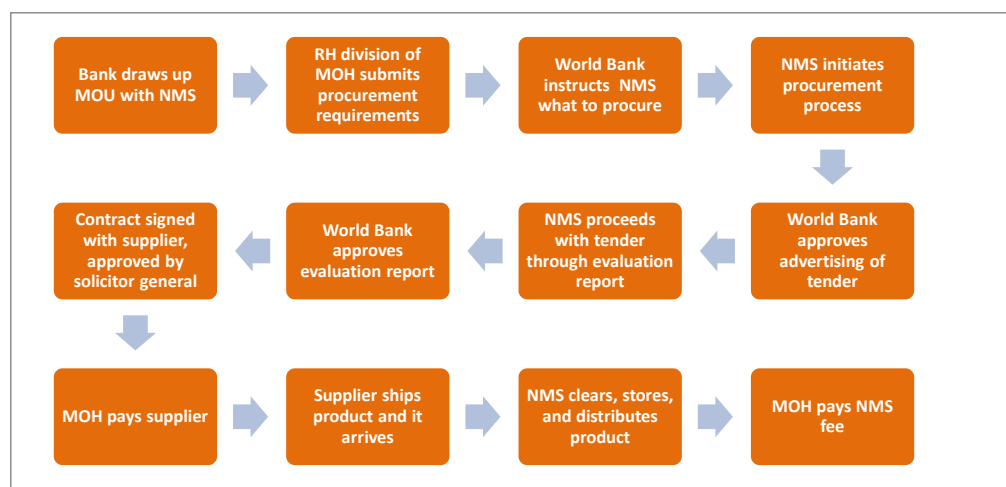 Bank draws up
MOU with NMS
RH division of
MOH submits
procurement
requirements
World Bank
instructs NMS
what to procure
NMS initiates
procurement
process
World Bank
approves
advertising of
tender
NMS proceeds
with tender
through evaluation
report
World Bank
approves
evaluation report
Contract signed
with supplier,
approved by
solicitor general
MOH pays supplier
Supplier ships
product and it
arrives
NMS clears, stores,
and distributes
product
MOH pays NMS
fee